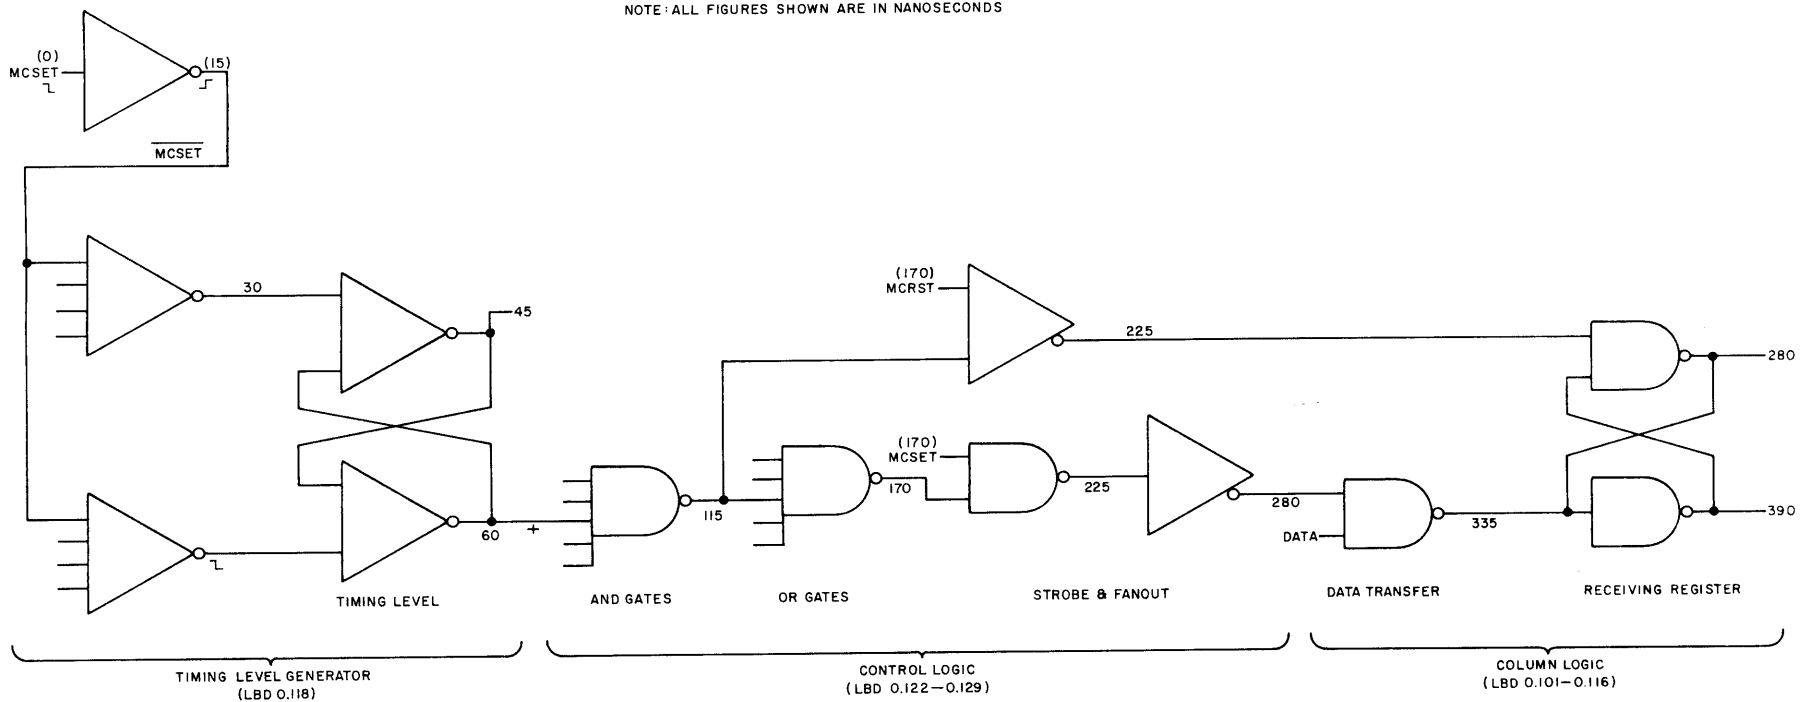 NOTE: ALL FIGURES SHOWN ARE IN NANOSECONDS
(0)
MCSET
(15)
MCSET
30
45
60
+
TIMING LEVEL
115
170
(170)
MCRST
225
(170)
MCSET
225
280
DATA
335
280
390
AND GATES
OR GATES
STROBE & FANOUT
DATA TRANSFER
RECEIVING REGISTER
TIMING LEVEL GENERATOR
(LBD 0.118)
CONTROL LOGIC
(LBD 0.122—0.129)
COLUMN LOGIC
(LBD 0.101—0.116)